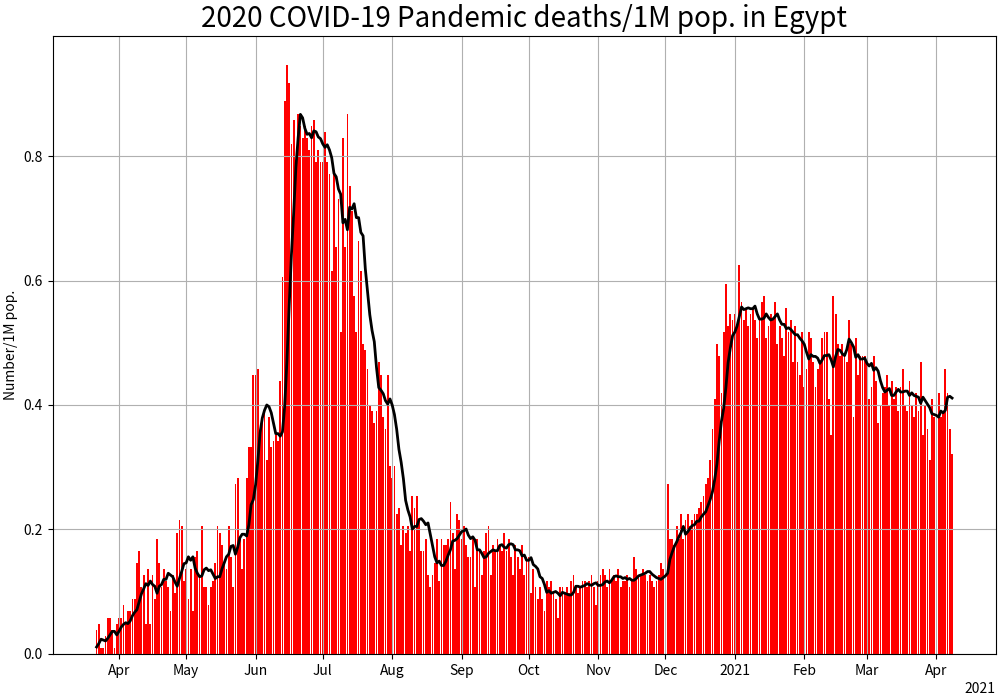 2020 COVID-19 Pandemic deaths/1M pop. in Egypt
Number/1M pop.
0.8
0.6
0.4
0.2
0.0
Apr May Jun Jul Aug Sep Oct Nov Dec 2021 Feb Mar Apr
2021